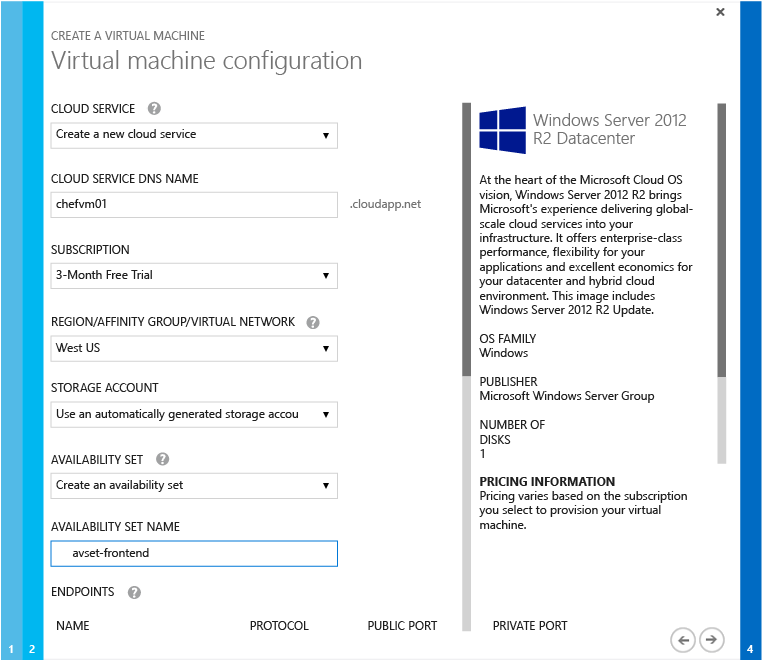 ×
CREATE A VIRTUAL MACHINE
Virtual machine configuration
CLOUD SERVICE ?
Create a new cloud service
CLOUD SERVICE DNS NAME
chefvm01 .cloudapp.net
SUBSCRIPTION
3-Month Free Trial
REGION/AFFINITY GROUP/VIRTUAL NETWORK ?
West US
STORAGE ACCOUNT
Use an automatically generated storage accou
AVAILABILITY SET ?
Create an availability set
AVAILABILITY SET NAME
avset-frontend
ENDPOINTS ?
NAME PROTOCOL PUBLIC PORT PRIVATE PORT
Windows Server 2012
R2 Datacenter
At the heart of the Microsoft Cloud OS
vision, Windows Server 2012 R2 brings
Microsoft's experience delivering global-
scale cloud services into your
infrastructure. It offers enterprise-class
performance, flexibility for your
applications and excellent economics for
your datacenter and hybrid cloud
environment. This image includes
Windows Server 2012 R2 Update.
OS FAMILY
Windows
PUBLISHER
Microsoft Windows Server Group
NUMBER OF
DISKS
1
PRICING INFORMATION
Pricing varies based on the subscription
you select to provision your virtual
machine.
1 2 4